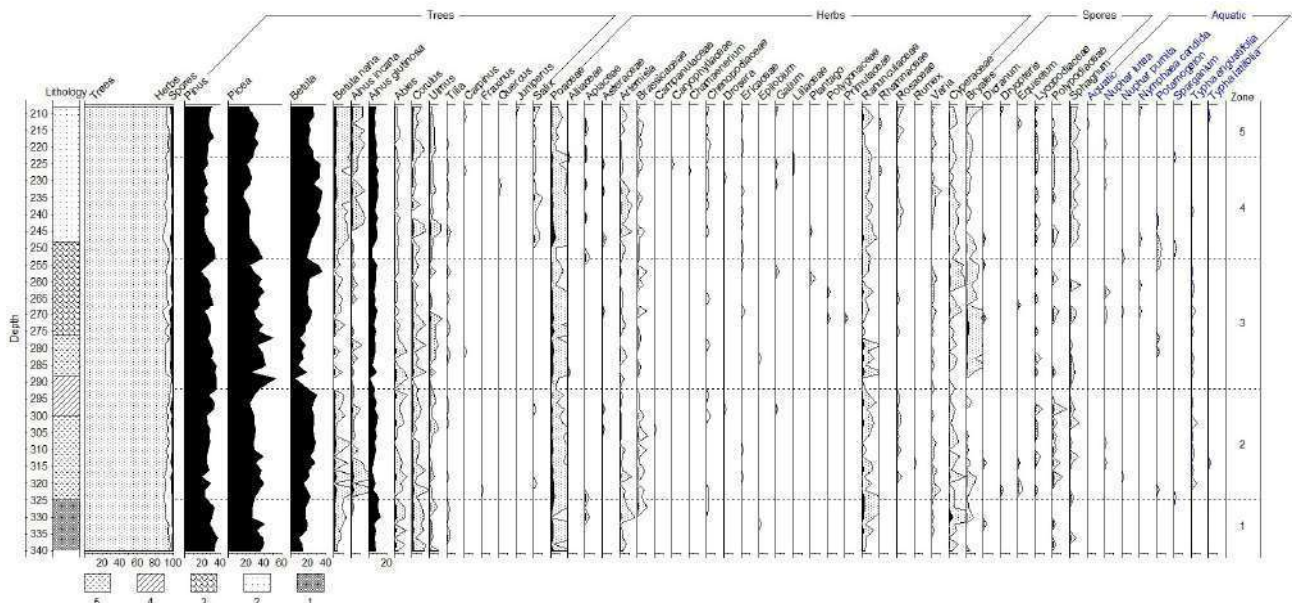 Trees
Herbs
Spores
Aquatic
Lithology
Trees
Herbs
Spores
Pinus
Picea
Betula
Betula nana
Alnus incana
Alnus glutinosa
Abies
Corulus
Ulmus
Tilia
Carpinus
Fraxinus
Quercus
Juniperus
Salix
Poaceae
Alliaceae
Apiaceae
Asteraceae
Artemisia
Brassicaceae
Campanulaceae
Caryophyllaceae
Chamaenerium
Chenopodiaceae
Drosera
Ericaceae
Epilobium
Galium
Liliaceae
Plantago
Polygonaceae
Primulaceae
Ranunculaceae
Rhamnaceae
Rosaceae
Rumex
Varia
Cyperaceae
Bryales
Dicranum
Equisetum
Lycopodiaceae
Polypodiaceae
Sphagnum
Aquatic
Nuphar lutea
Nuphar pumila
Nymphaea candida
Potamogeton
Sparganium
Typha angustifolia
Typha latifolia
Zone
Depth
210
215
220
225
230
235
240
245
250
255
260
265
270
275
280
285
290
295
300
305
310
315
320
325
330
335
340
5
4
3
2
1
20 40 60 80 100
20 40
20 40 60
20 40
20
5 4 3 2 1